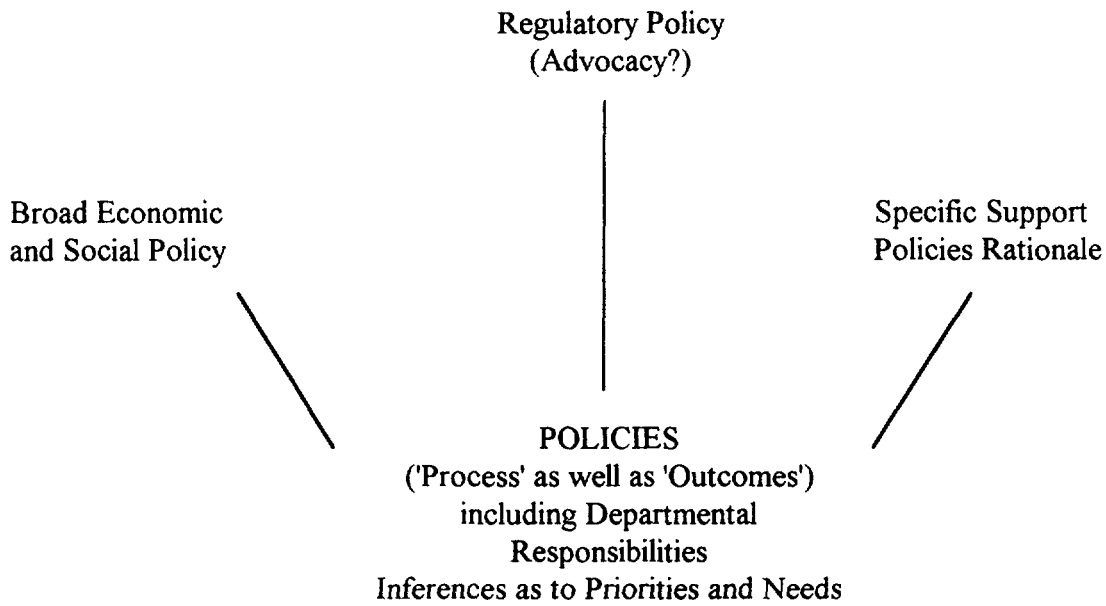 Regulatory Policy
(Advocacy?)
Broad Economic
and Social Policy
Specific Support
Policies Rationale
POLICIES
('Process' as well as 'Outcomes')
including Departmental
Responsibilities
Inferences as to Priorities and Needs